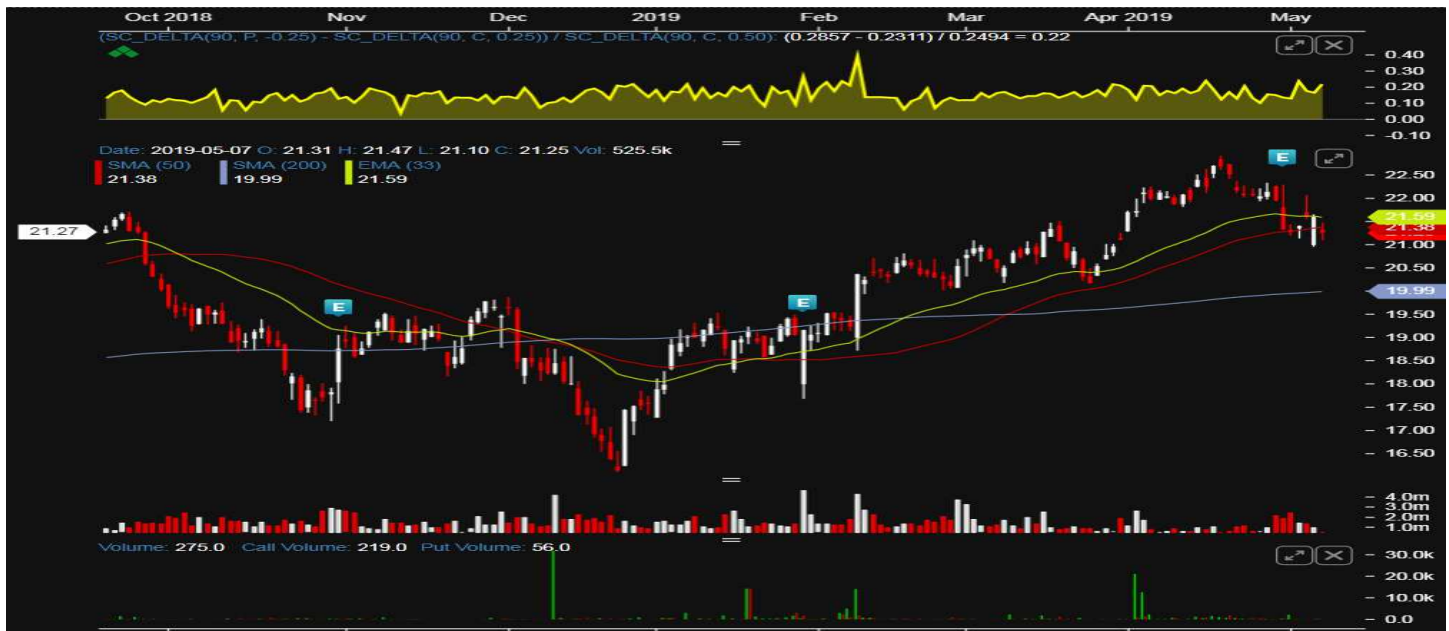 Oct 2018 Nov Dec 2019 Feb Mar Apr 2019 May
(SC_DELTA(90, P, -0.25) - SC_DELTA(90, C, 0.25)) / SC_DELTA(90, C, 0.50): (0.2857 - 0.2311) / 0.2494 = 0.22
0.40
0.30
0.20
0.10
0.00
-0.10
Date: 2019-05-07 O: 21.31 H: 21.47 L: 21.10 C: 21.25 Vol: 525.5k
SMA (50) SMA (200) EMA (33)
21.38 19.99 21.59
E
E
E
21.27
22.50
22.00
21.59
21.38
21.00
20.50
19.99
19.50
19.00
18.50
18.00
17.50
17.00
16.50
4.0m
3.0m
2.0m
1.0m
Volume: 275.0 Call Volume: 219.0 Put Volume: 56.0
30.0k
20.0k
10.0k
0.0